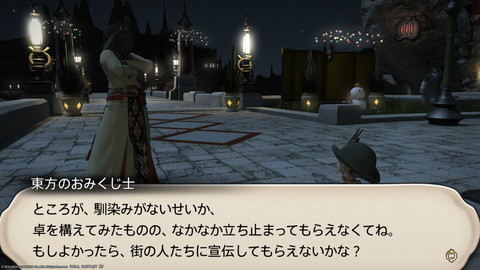 東方のおみくじ士
ところが、馴染みがないせいか、
卓を構えてみたものの、なかなか立ち止まってもらえなくてね。
もしよかったら、街の人たちに宣伝してもらえないかな？
FINAL FANTASY XIV